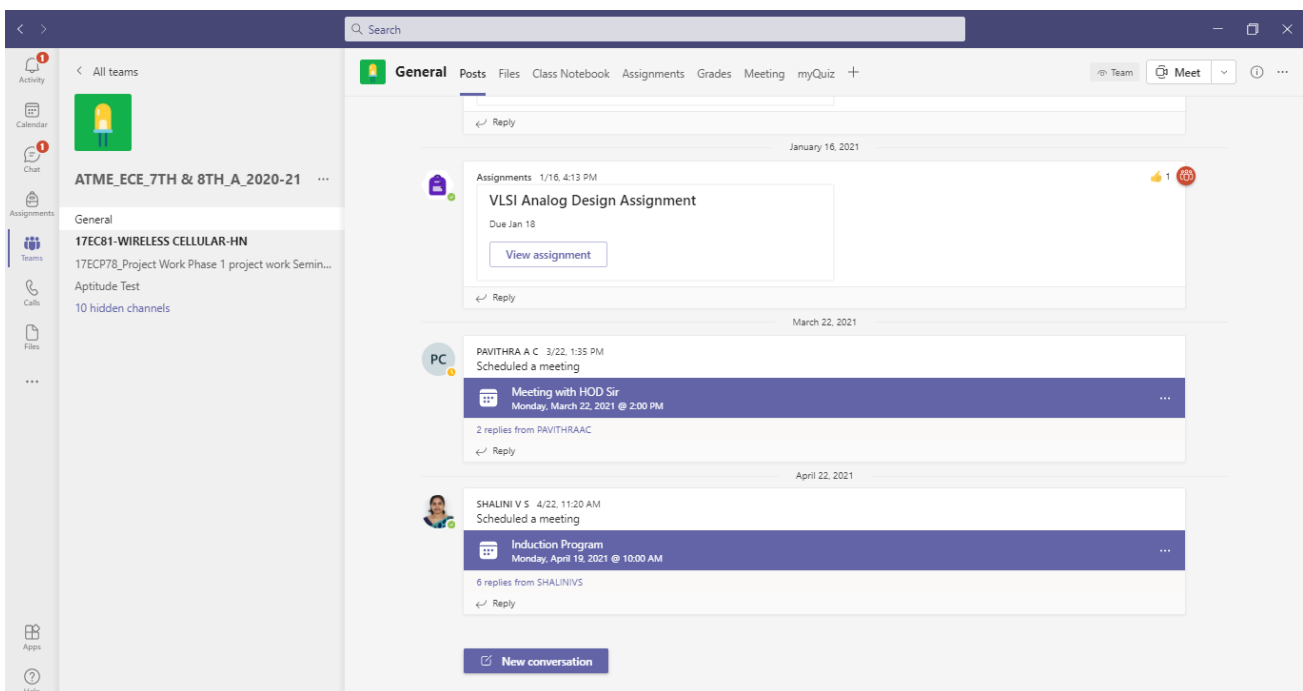 Search
1
Activity
Calendar
1
Chat
Assignments
Teams
Calls
Files
Apps
Help
All teams
ATME_ECE_7TH & 8TH_A_2020-21
General
17EC81-WIRELESS CELLULAR-HN
17ECP78_Project Work Phase 1 project work Semin...
Aptitude Test
10 hidden channels
General Posts Files Class Notebook Assignments Grades Meeting myQuiz
Team Meet
Reply
January 16, 2021
Assignments 1/16, 4:13 PM
1
VLSI Analog Design Assignment
Due Jan 18
View assignment
Reply
March 22, 2021
PC
PAVITHRA A C 3/22, 1:35 PM
Scheduled a meeting
Meeting with HOD Sir
Monday, March 22, 2021 @ 2:00 PM
2 replies from PAVITHRAAC
Reply
April 22, 2021
SHALINI V S 4/22, 11:20 AM
Scheduled a meeting
Induction Program
Monday, April 19, 2021 @ 10:00 AM
6 replies from SHALINIVS
Reply
New conversation